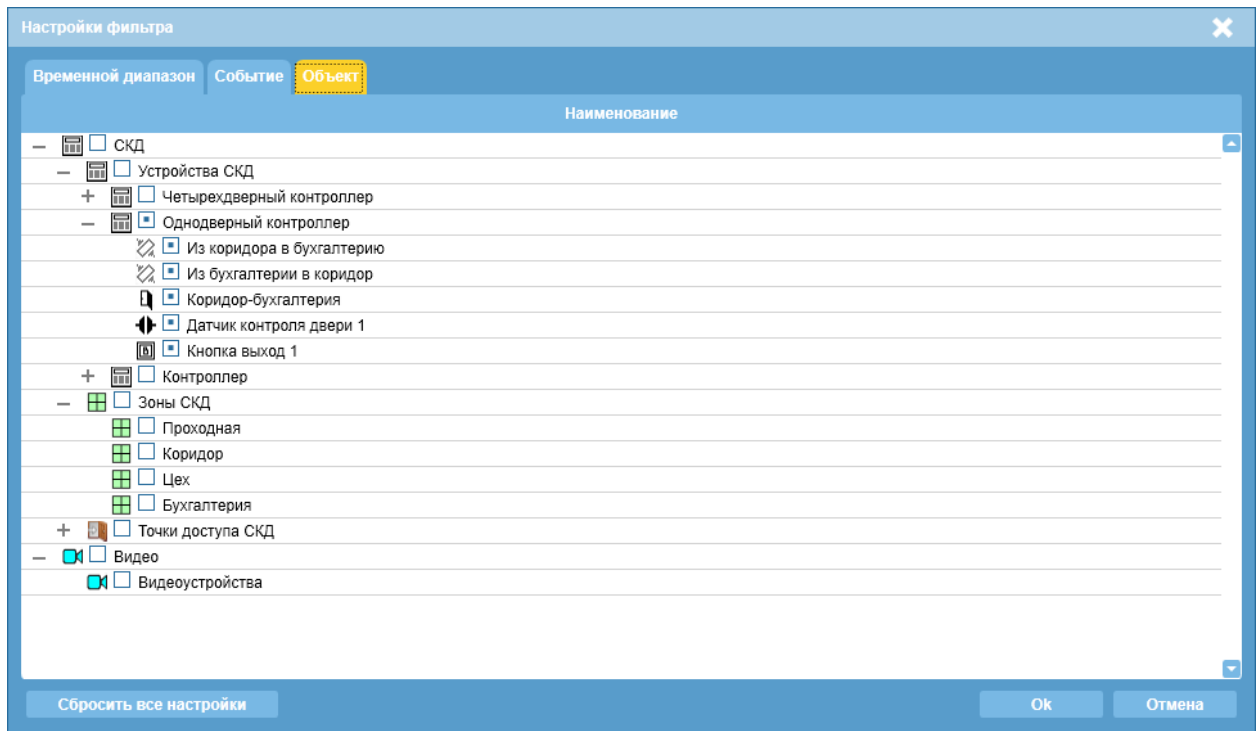 Настройки фильтра
Временной диапазон Событие Объект
Наименование
СКД
Устройства СКД
Четырехдверный контроллер
Однодверный контроллер
Из коридора в бухгалтерию
Из бухгалтерии в коридор
Коридор-бухгалтерия
Датчик контроля двери 1
Кнопка выход 1
Контроллер
Зоны СКД
Проходная
Коридор
Цех
Бухгалтерия
Точки доступа СКД
Видео
Видеоустройства
Сбросить все настройки Ok Отмена